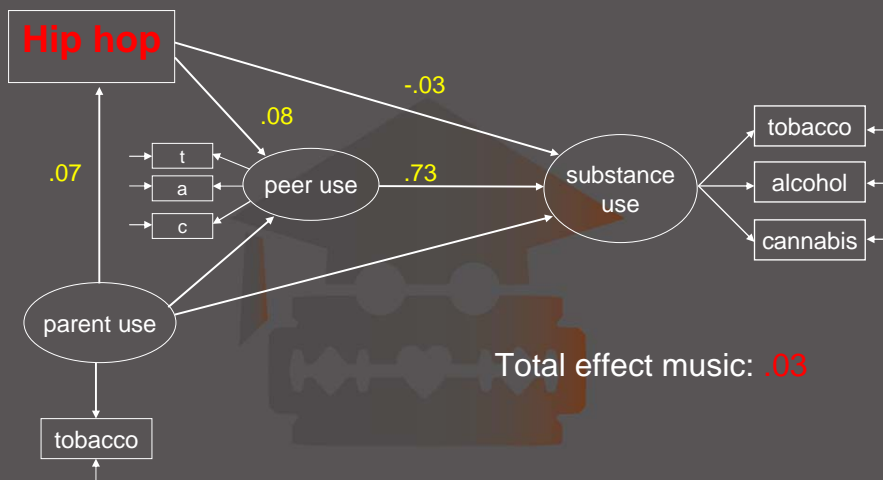 Hip hop
-.03
.08
tobacco
t
.07
peer use
.73
substance
use
a
alcohol
c
cannabis
parent use
Total effect music: .03
tobacco